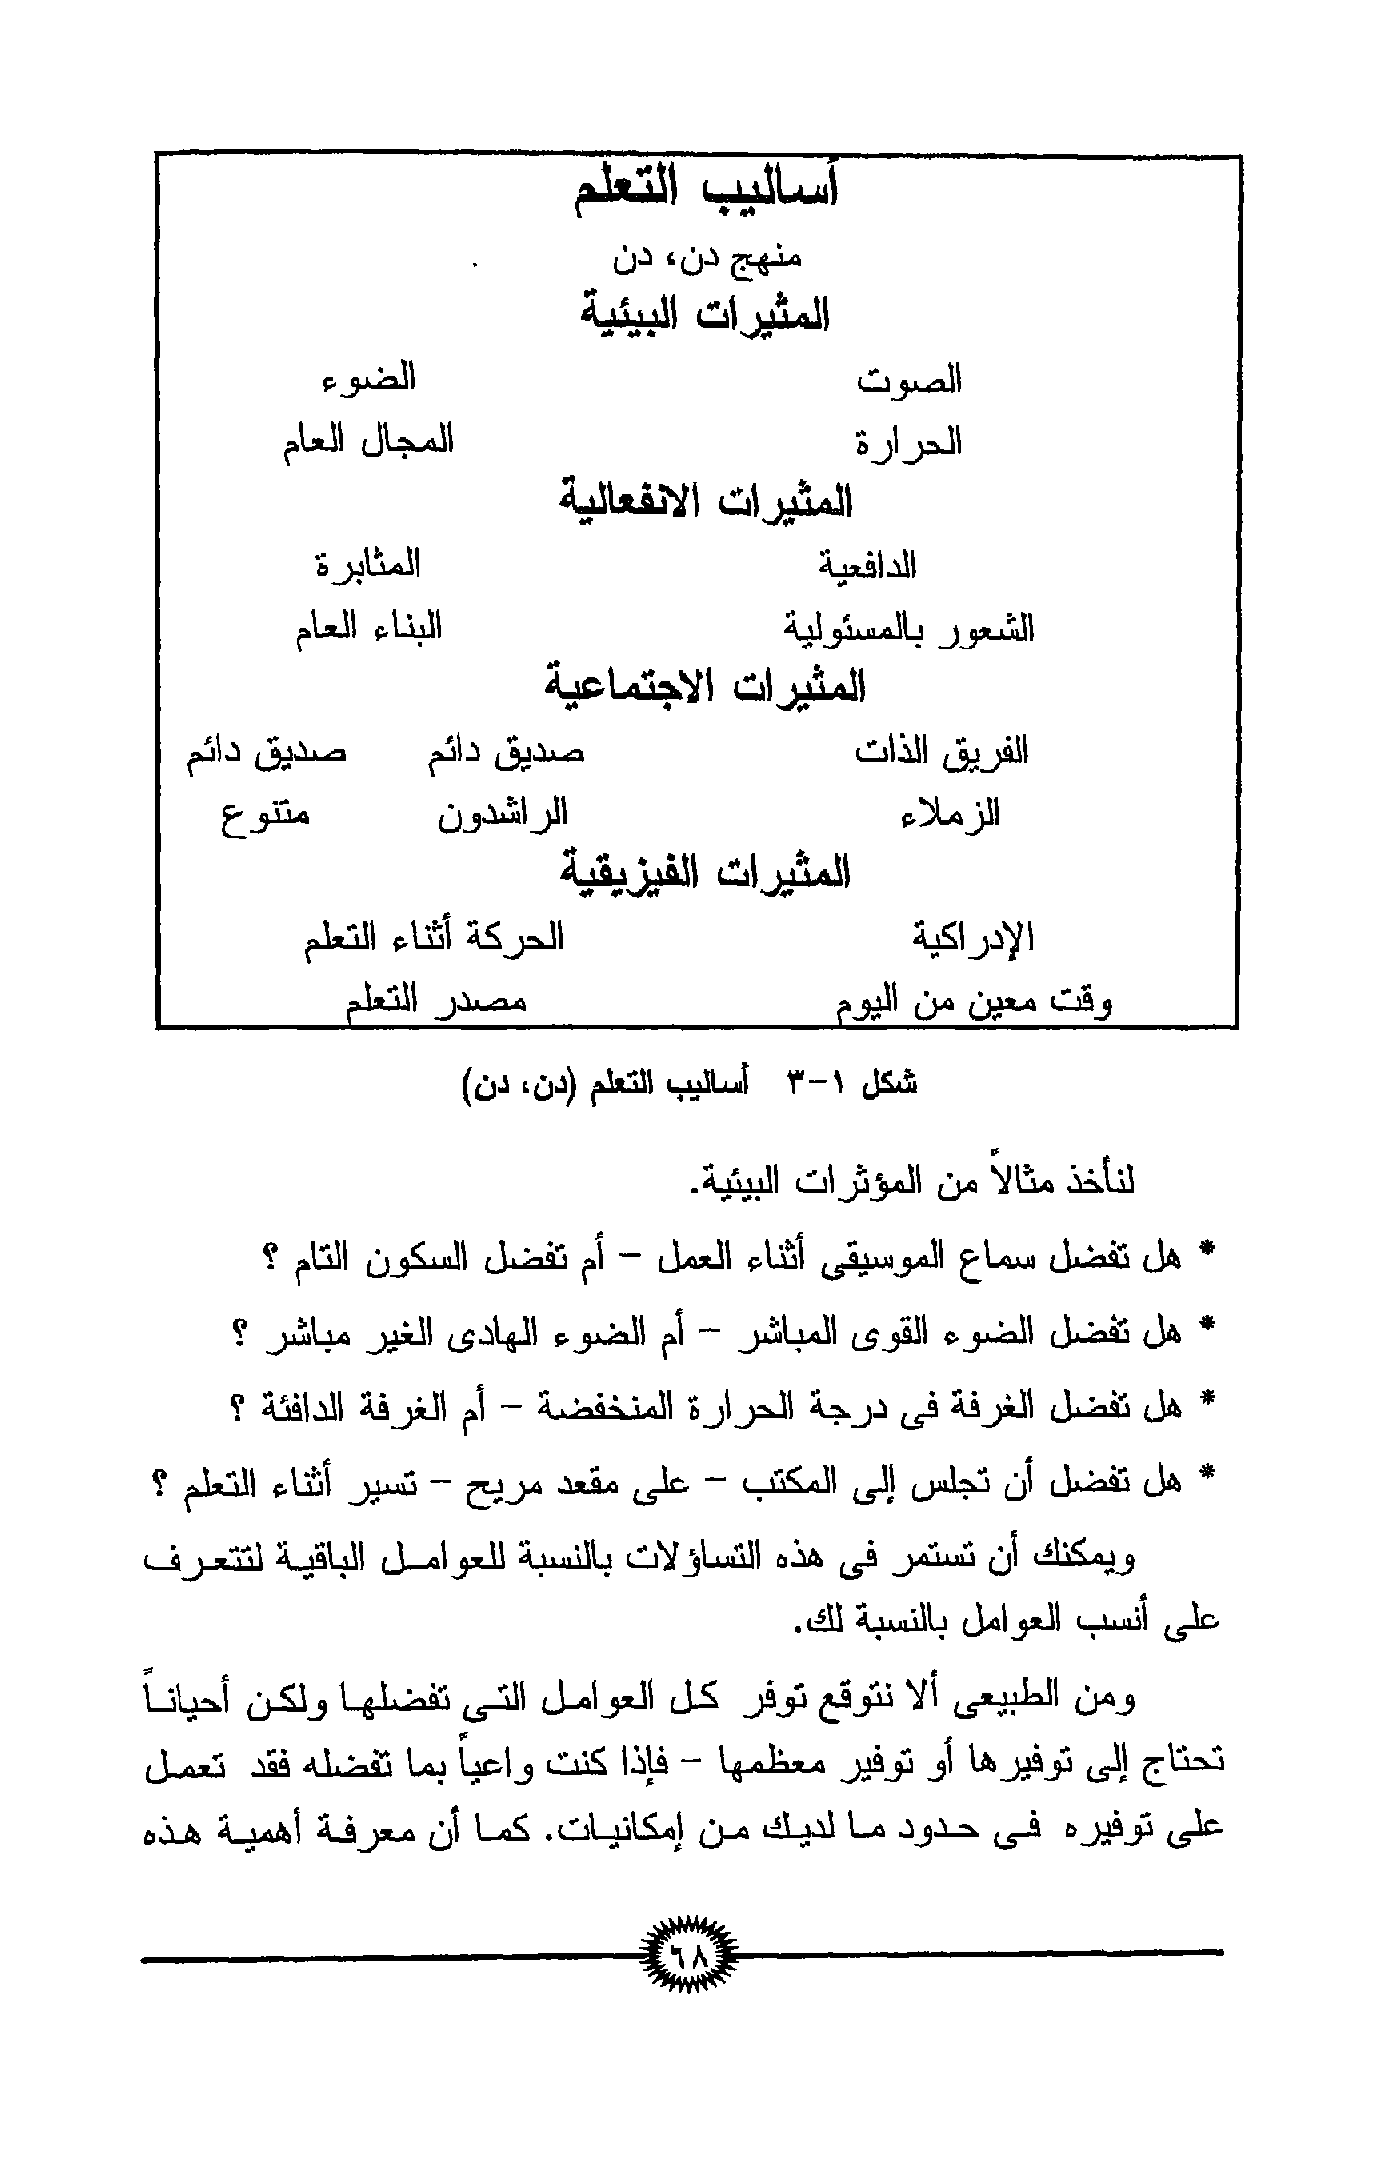 أساليب التعلم
منهج دن، دن
المثيرات البيئية
الصوت الضوء
الحرارة المجال العام
المثيرات الانفعالية
الدافعية المثابرة
الشعور بالمسئولية البناء العام
المثيرات الاجتماعية
الفريق الذات صديق دائم صديق دائم
الزملاء الراشدون متنوع
المثيرات الفيزيقية
الإدراكية الحركة أثناء التعلم
وقت معين من اليوم مصدر التعلم
شكل ١-٣ أساليب التعلم (دن، دن)
لنأخذ مثالاً من المؤثرات البيئية.
* هل تفضل سماع الموسيقى أثناء العمل – أم تفضل السكون التام ؟
* هل تفضل الضوء القوى المباشر – أم الضوء الهادى الغير مباشر ؟
* هل تفضل الغرفة فى درجة الحرارة المنخفضة – أم الغرفة الدافئة ؟
* هل تفضل أن تجلس إلى المكتب – على مقعد مريح – تسير أثناء التعلم ؟
ويمكنك أن تستمر فى هذه التساؤلات بالنسبة للعوامل الباقية لتتعرف
على أنسب العوامل بالنسبة لك.
ومن الطبيعى ألا نتوقع توفر كل العوامل التى تفضلها ولكن أحياناً
تحتاج إلى توفيرها أو توفير معظمها – فإذا كنت واعياً بما تفضله فقد تعمل
على توفيره فى حدود ما لديك من إمكانيات. كما أن معرفة أهمية هذه
٦٨